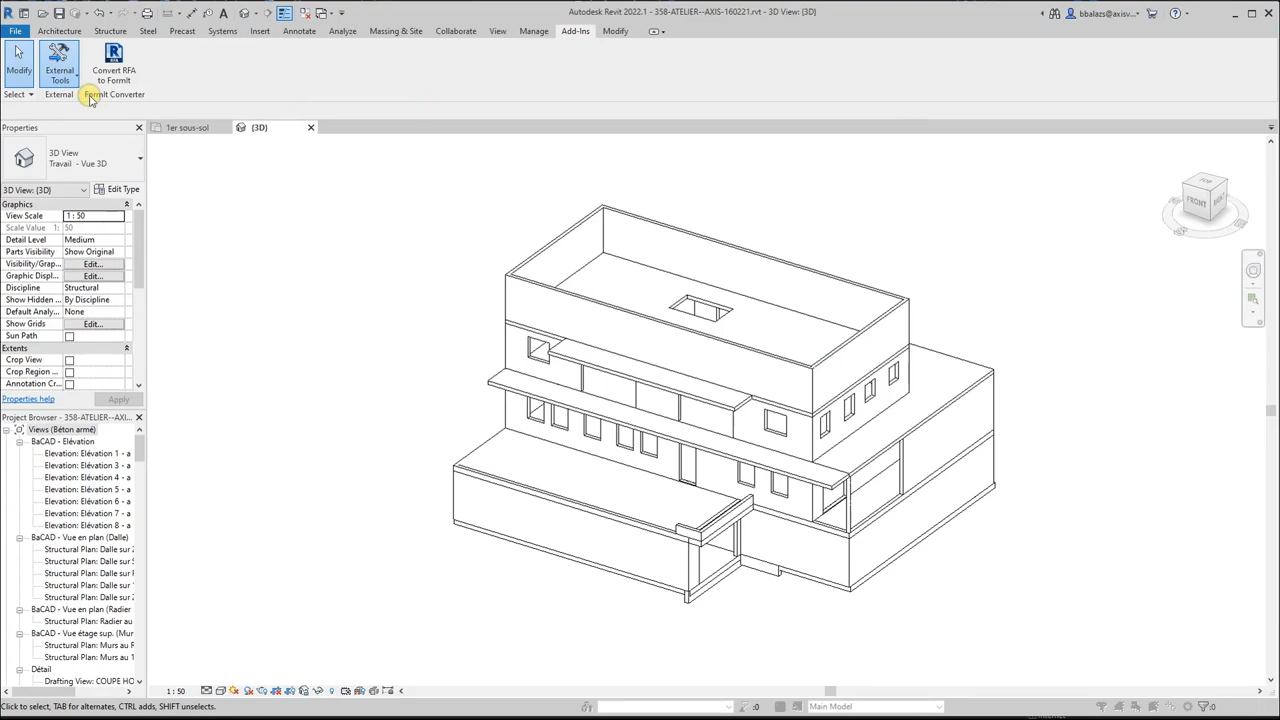 Autodesk Revit 2022.1 - 358-ATELIER--AXIS-160221.rvt - 3D View: {3D}
bbalazs@axisv...
File Architecture Structure Steel Precast Systems Insert Annotate Analyze Massing & Site Collaborate View Manage Add-Ins Modify
Modify
External
Tools
Convert RFA
to FormIt
Select
External
FormIt Converter
Properties
1er sous-sol
{3D}
3D View
Travail - Vue 3D
3D View: {3D}
Edit Type
Graphics
View Scale 1 : 50
Scale Value 1: 50
Detail Level Medium
Parts Visibility Show Original
Visibility/Grap... Edit...
Graphic Displ... Edit...
Discipline Structural
Show Hidden ... By Discipline
Default Analy... None
Show Grids Edit...
Sun Path
Extents
Crop View
Crop Region ...
Annotation Cr...
Properties help
Apply
Project Browser - 358-ATELIER--AXI...
Views (Béton armé)
BaCAD - Elévation
Elevation: Elévation 1 - a
Elevation: Elévation 3 - a
Elevation: Elévation 4 - a
Elevation: Elévation 5 - a
Elevation: Elévation 6 - a
Elevation: Elévation 7 - a
Elevation: Elévation 8 - a
BaCAD - Vue en plan (Dalle)
Structural Plan: Dalle sur 2
Structural Plan: Dalle sur 5
Structural Plan: Dalle sur F
Structural Plan: Dalle sur 1
BaCAD - Vue en plan (Radier
Structural Plan: Radier au
BaCAD - Vue étage sup. (Mur
Structural Plan: Murs au R
Structural Plan: Murs au 1
Détail
Drafting View: COUPE HO
TOP
FRONT
1 : 50
Click to select, TAB for alternates, CTRL adds, SHIFT unselects.
:0
Main Model
:0